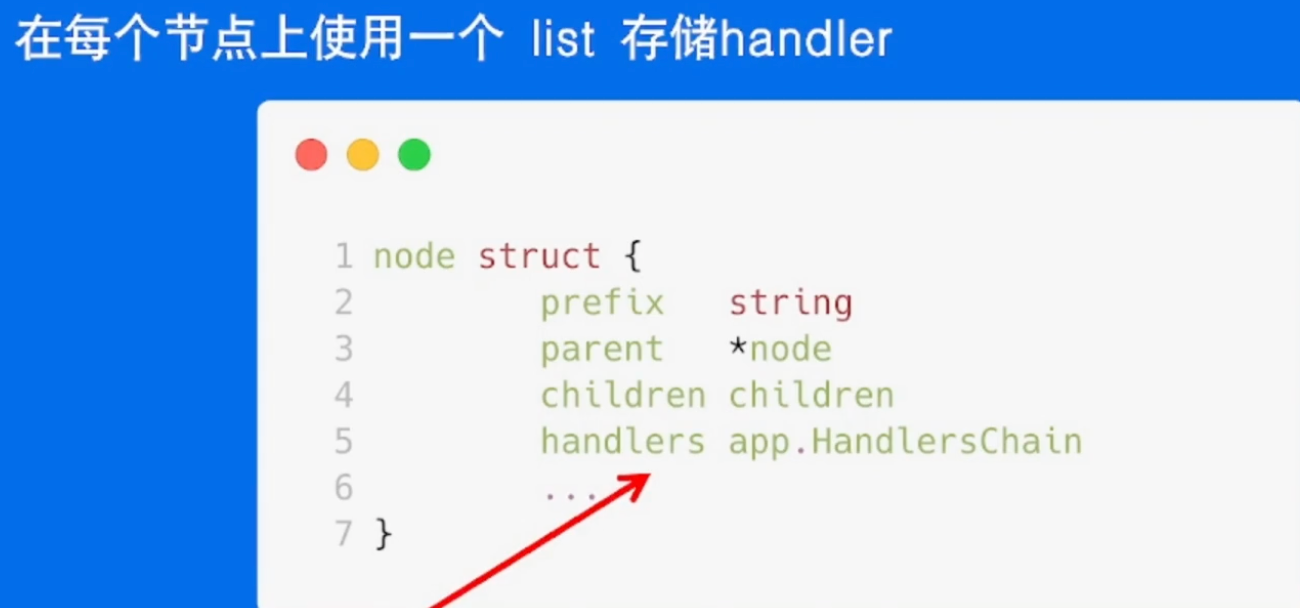 在每个节点上使用一个 list 存储handler
1 node struct {
2 prefix string
3 parent *node
4 children children
5 handlers app.HandlersChain
6 ...
7 }